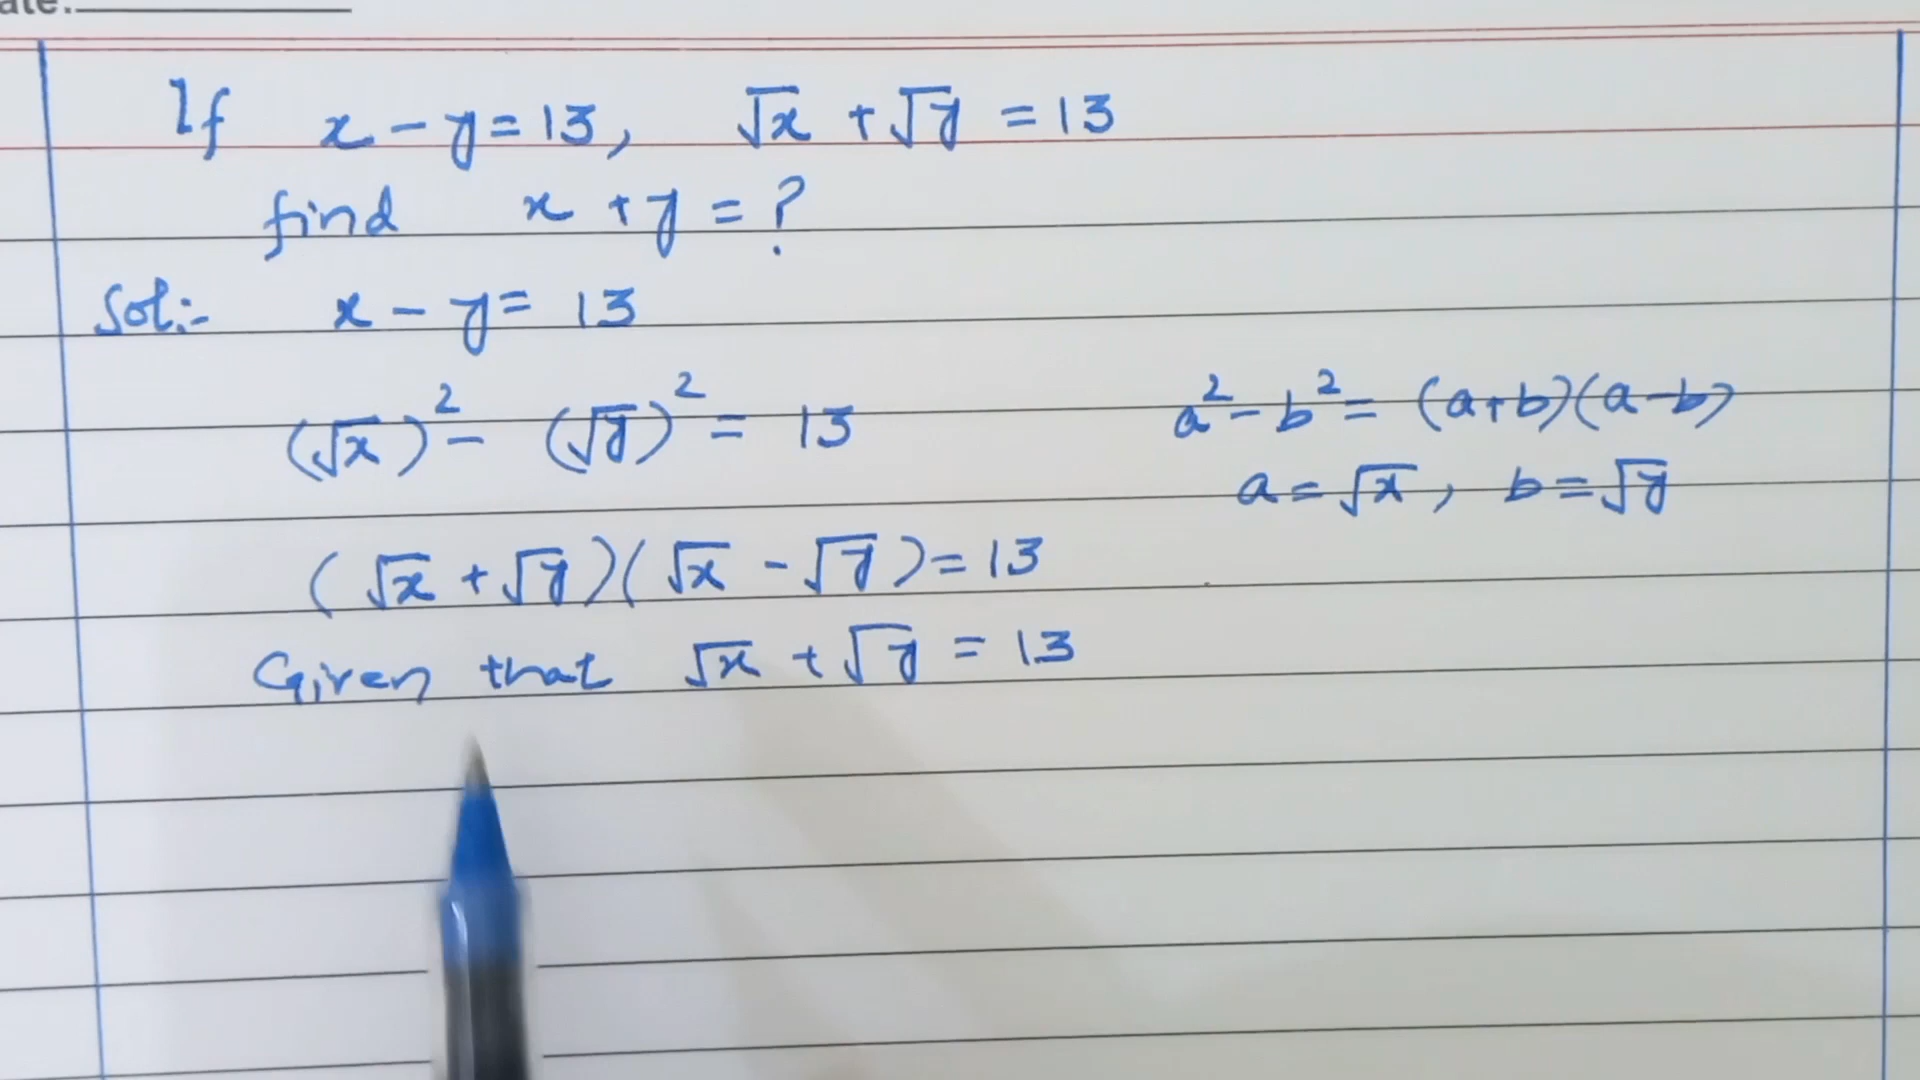 If x - y = 13, √x + √y = 13
find x + y = ?
Sol:- x - y = 13
(√x)² - (√y)² = 13
a² - b² = (a+b)(a-b)
a = √x, b = √y
(√x + √y)(√x - √y) = 13
Given that √x + √y = 13